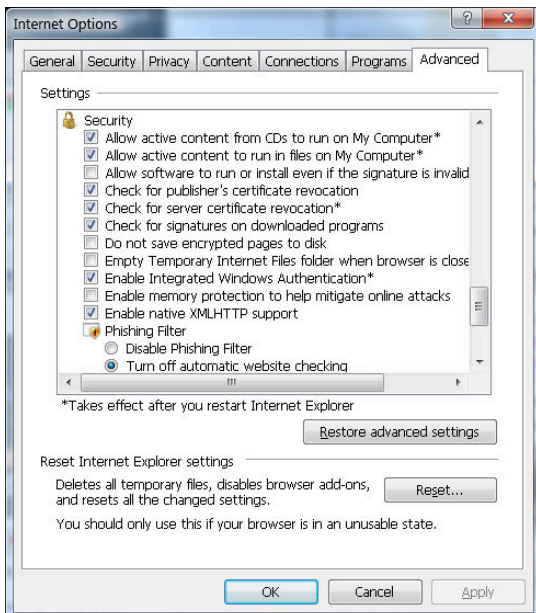 Internet Options
General Security Privacy Content Connections Programs Advanced
Settings
Security
Allow active content from CDs to run on My Computer*
Allow active content to run in files on My Computer*
Allow software to run or install even if the signature is invalid
Check for publisher's certificate revocation
Check for server certificate revocation*
Check for signatures on downloaded programs
Do not save encrypted pages to disk
Empty Temporary Internet Files folder when browser is close
Enable Integrated Windows Authentication*
Enable memory protection to help mitigate online attacks
Enable native XMLHTTP support
Phishing Filter
Disable Phishing Filter
Turn off automatic website checking
*Takes effect after you restart Internet Explorer
Restore advanced settings
Reset Internet Explorer settings
Deletes all temporary files, disables browser add-ons,
and resets all the changed settings.
Reset...
You should only use this if your browser is in an unusable state.
OK Cancel Apply